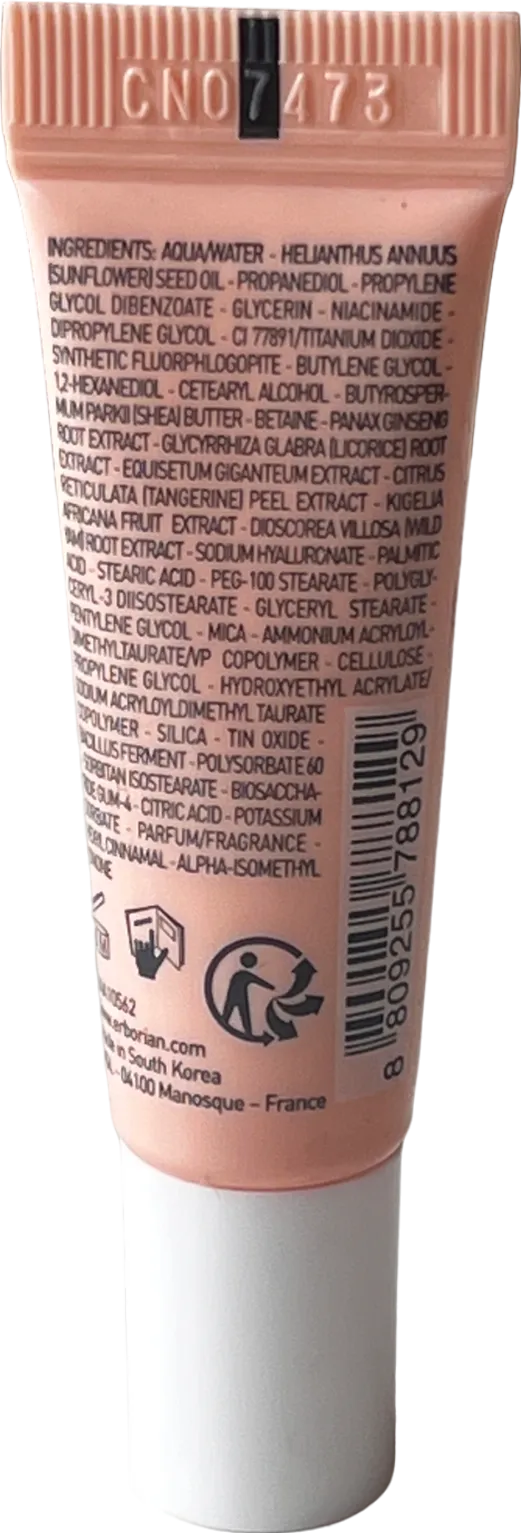 CN07473
INGREDIENTS: AQUA/WATER - HELIANTHUS ANNUUS
(SUNFLOWER) SEED OIL - PROPANEDIOL - PROPYLENE
GLYCOL DIBENZOATE - GLYCERIN - NIACINAMIDE -
DIPROPYLENE GLYCOL - CI 77891/TITANIUM DIOXIDE -
SYNTHETIC FLUORPHLOGOPITE - BUTYLENE GLYCOL -
1,2-HEXANEDIOL - CETEARYL ALCOHOL - BUTYROSPER-
MUM PARKII (SHEA) BUTTER - BETAINE - PANAX GINSENG
ROOT EXTRACT - GLYCYRRHIZA GLABRA (LICORICE) ROOT
EXTRACT - EQUISETUM GIGANTEUM EXTRACT - CITRUS
RETICULATA (TANGERINE) PEEL EXTRACT - KIGELIA
AFRICANA FRUIT EXTRACT - DIOSCOREA VILLOSA (WILD
YAM) ROOT EXTRACT - SODIUM HYALURONATE - PALMITIC
ACID - STEARIC ACID - PEG-100 STEARATE - POLYGLY-
CERYL-3 DIISOSTEARATE - GLYCERYL STEARATE -
PENTYLENE GLYCOL - MICA - AMMONIUM ACRYLOYL-
DIMETHYLTAURATE/VP COPOLYMER - CELLULOSE -
PROPYLENE GLYCOL - HYDROXYETHYL ACRYLATE/
SODIUM ACRYLOYLDIMETHYL TAURATE
COPOLYMER - SILICA - TIN OXIDE -
BACILLUS FERMENT - POLYSORBATE 60
- SORBITAN ISOSTEARATE - BIOSACCHA-
RIDE GUM-4 - CITRIC ACID - POTASSIUM
SORBATE - PARFUM/FRAGRANCE -
HEXYL CINNAMAL - ALPHA-ISOMETHYL
IONONE
M
0562
.erborian.com
in South Korea
04100 Manosque - France
8 809255 788129